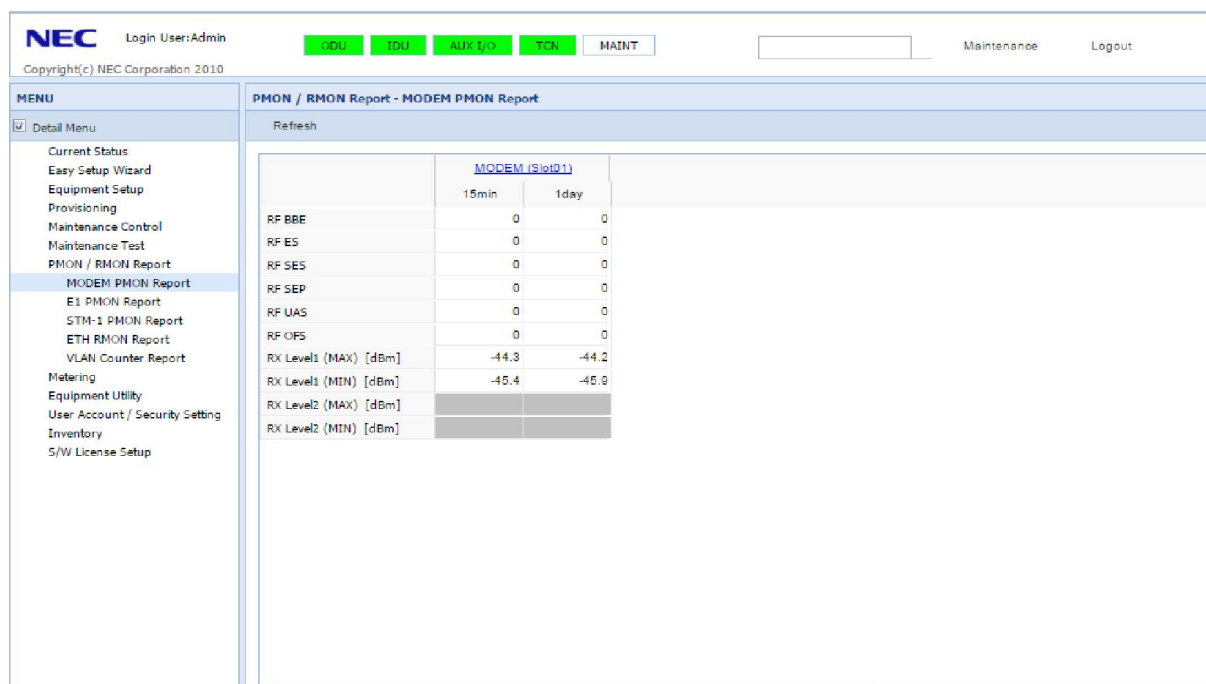 NEC
Login User:Admin
ODU
IDU
AUX I/O
TCN
MAINT
Maintenance
Logout
Copyright(c) NEC Corporation 2010
MENU
Detail Menu
Current Status
Easy Setup Wizard
Equipment Setup
Provisioning
Maintenance Control
Maintenance Test
PMON / RMON Report
MODEM PMON Report
E1 PMON Report
STM-1 PMON Report
ETH RMON Report
VLAN Counter Report
Metering
Equipment Utility
User Account / Security Setting
Inventory
S/W License Setup
PMON / RMON Report - MODEM PMON Report
Refresh
MODEM (Slot01)
15min 1day
RF BBE 0 0
RF ES 0 0
RF SES 0 0
RF SEP 0 0
RF UAS 0 0
RF OFS 0 0
RX Level1 (MAX) [dBm] -44.3 -44.2
RX Level1 (MIN) [dBm] -45.4 -45.9
RX Level2 (MAX) [dBm]
RX Level2 (MIN) [dBm]